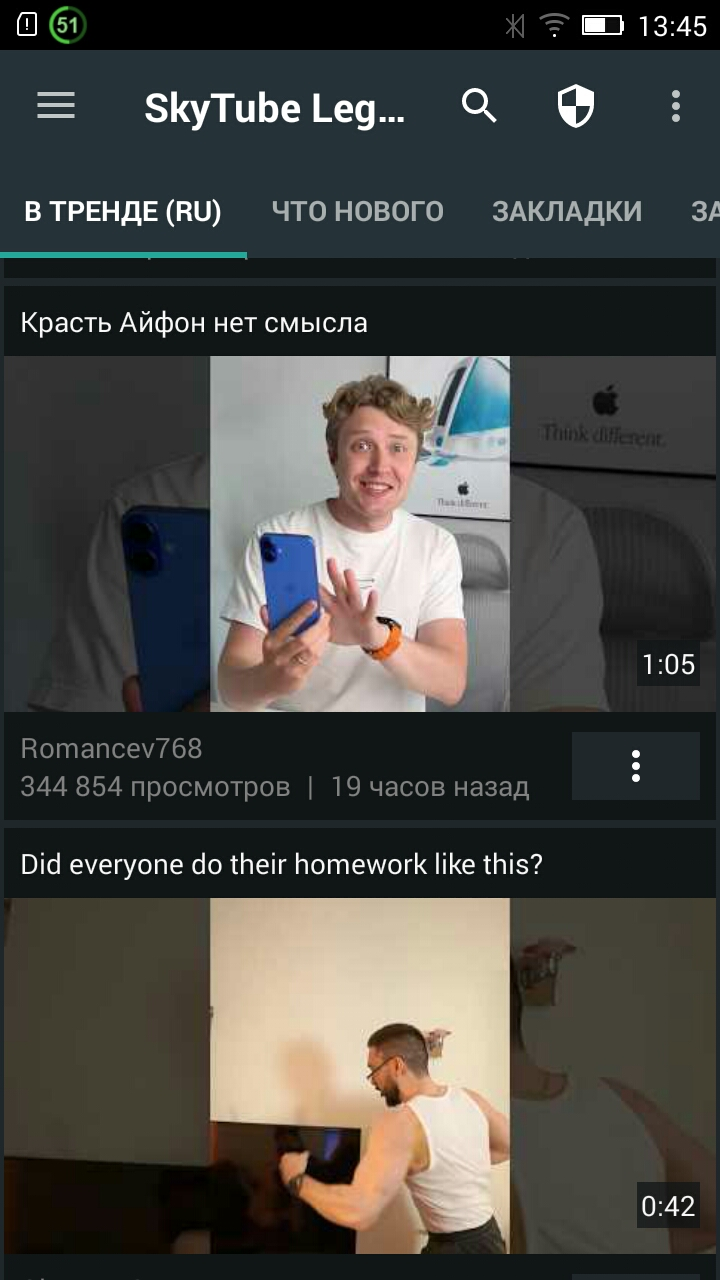 51
13:45
SkyTube Leg...
В ТРЕНДЕ (RU)
ЧТО НОВОГО
ЗАКЛАДКИ
ЗА
Красть Айфон нет смысла
Think different.
Think different.
1:05
Romancev768
344 854 просмотров | 19 часов назад
Did everyone do their homework like this?
0:42